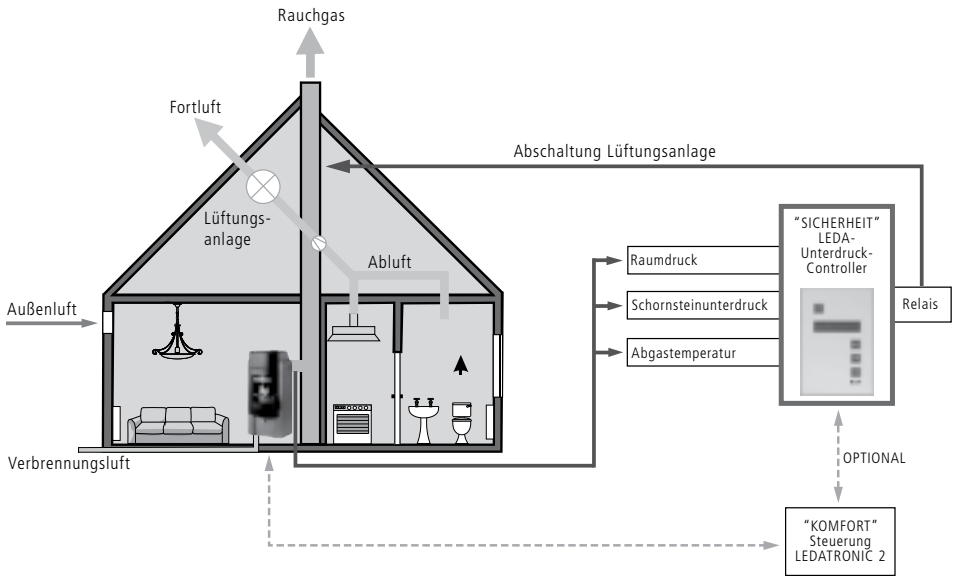 Rauchgas
Fortluft
Abschaltung Lüftungsanlage
Lüftungs-
anlage
Abluft
"SICHERHEIT"
LEDA-
Unterdruck-
Controller
Raumdruck
Schornsteinunterdruck
Relais
Außenluft
Abgastemperatur
Verbrennungsluft
OPTIONAL
"KOMFORT"
Steuerung
LEDATRONIC 2